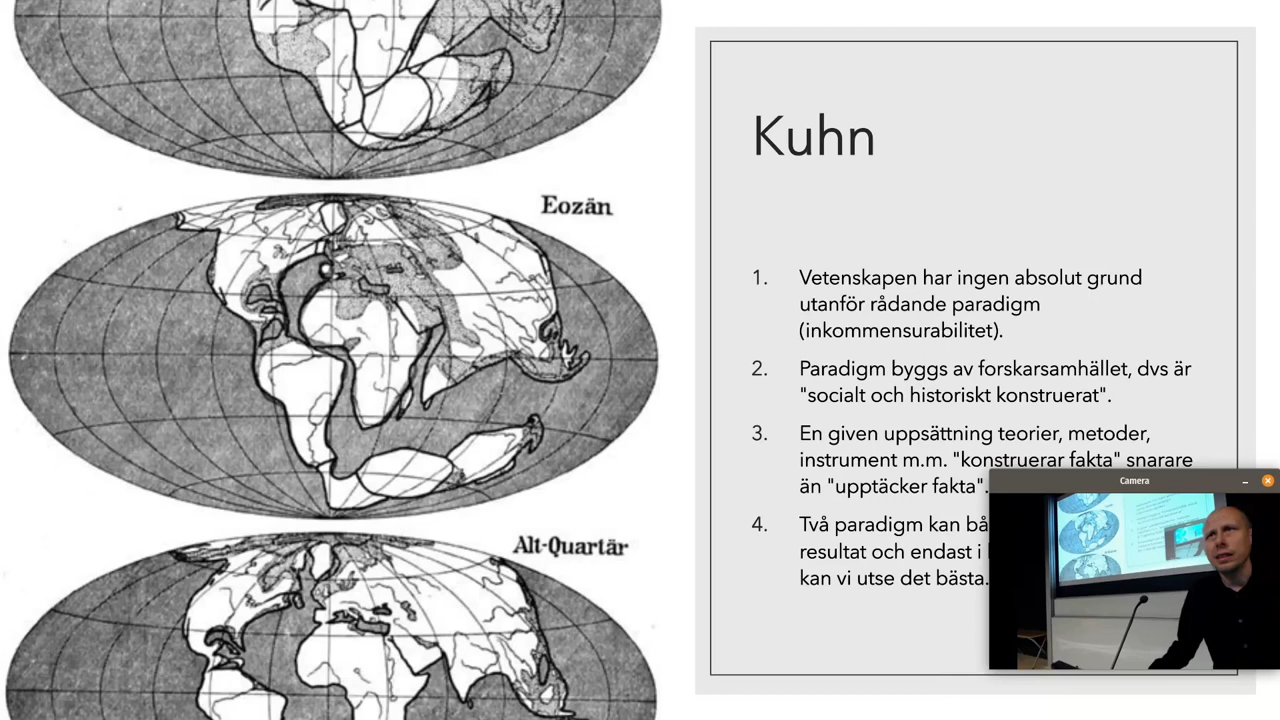 Eozän
Alt-Quartär
Kuhn
1. Vetenskapen har ingen absolut grund
utanför rådande paradigm
(inkommensurabilitet).
2. Paradigm byggs av forskarsamhället, dvs är
"socialt och historiskt konstruerat".
3. En given uppsättning teorier, metoder,
instrument m.m. "konstruerar fakta" snarare
än "upptäcker fakta".
4. Två paradigm kan
resultat och endast i
kan vi utse det bästa.
Camera